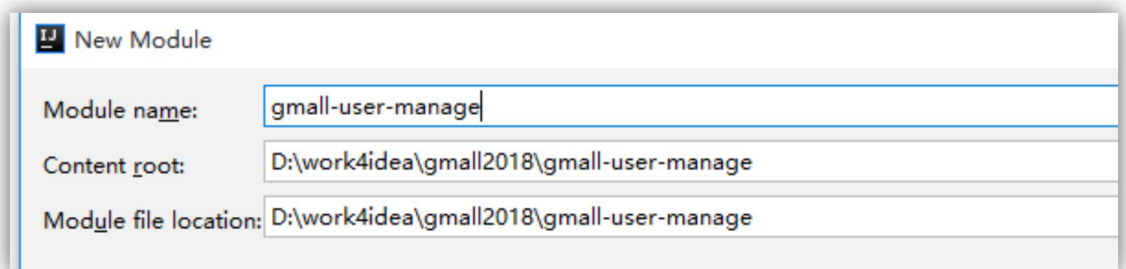 IJ New Module
Module name: gmall-user-manage
Content root: D:\work4idea\gmall2018\gmall-user-manage
Module file location: D:\work4idea\gmall2018\gmall-user-manage